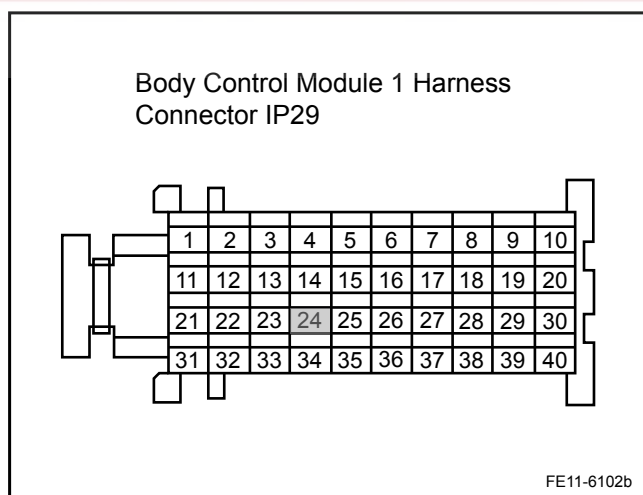 Body Control Module 1 Harness
Connector IP29
1 2 3 4 5 6 7 8 9 10
11 12 13 14 15 16 17 18 19 20
21 22 23 24 25 26 27 28 29 30
31 32 33 34 35 36 37 38 39 40
FE11-6102b